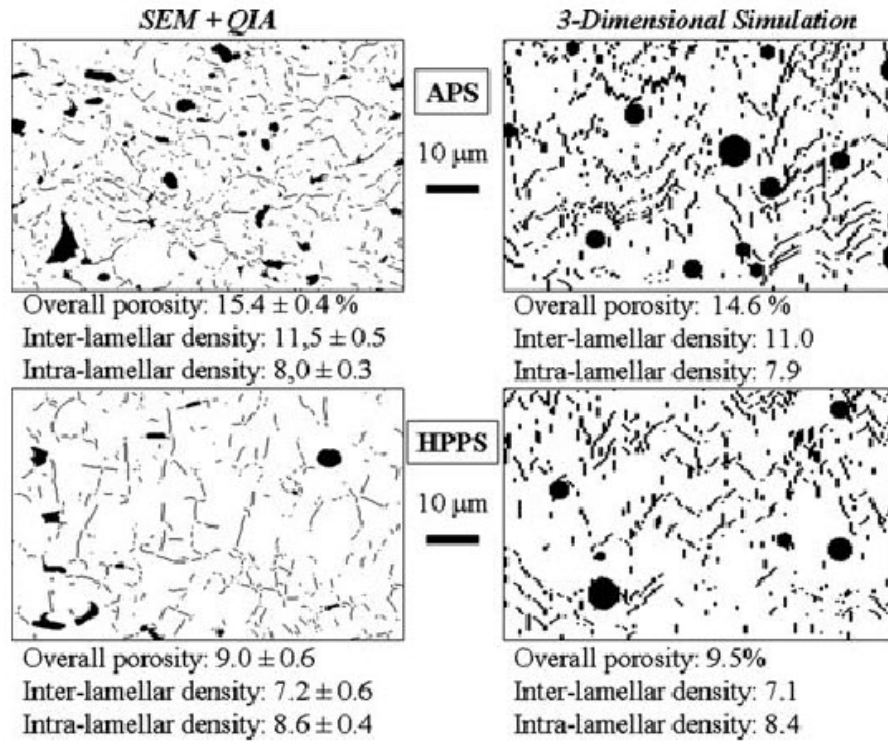 SEM + QIA
3-Dimensional Simulation
APS
10 μm
Overall porosity: 15.4 ± 0.4 %
Inter-lamellar density: 11,5 ± 0.5
Intra-lamellar density: 8,0 ± 0.3
Overall porosity: 14.6 %
Inter-lamellar density: 11.0
Intra-lamellar density: 7.9
HPPS
10 μm
Overall porosity: 9.0 ± 0.6
Inter-lamellar density: 7.2 ± 0.6
Intra-lamellar density: 8.6 ± 0.4
Overall porosity: 9.5%
Inter-lamellar density: 7.1
Intra-lamellar density: 8.4